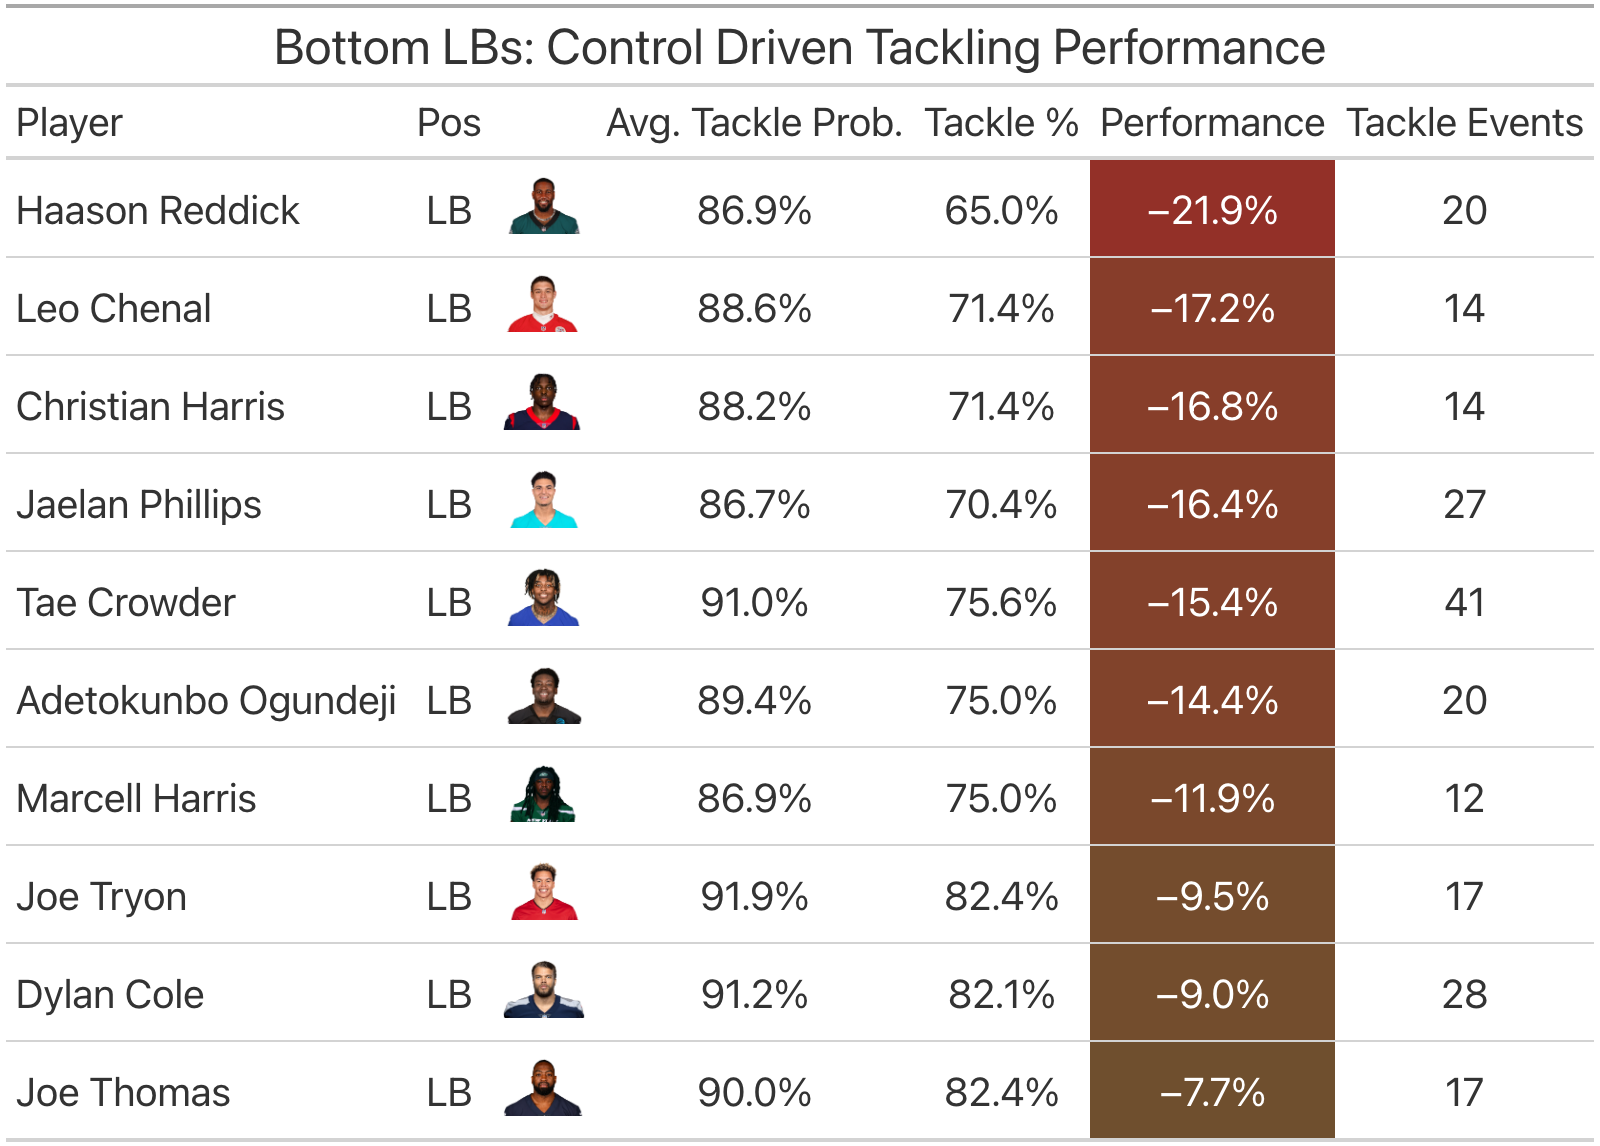 Bottom LBs: Control Driven Tackling Performance
Player Pos Avg. Tackle Prob. Tackle % Performance Tackle Events
Haason Reddick LB 86.9% 65.0% −21.9% 20
Leo Chenal LB 88.6% 71.4% −17.2% 14
Christian Harris LB 88.2% 71.4% −16.8% 14
Jaelan Phillips LB 86.7% 70.4% −16.4% 27
Tae Crowder LB 91.0% 75.6% −15.4% 41
Adetokunbo Ogundeji LB 89.4% 75.0% −14.4% 20
Marcell Harris LB 86.9% 75.0% −11.9% 12
Joe Tryon LB 91.9% 82.4% −9.5% 17
Dylan Cole LB 91.2% 82.1% −9.0% 28
Joe Thomas LB 90.0% 82.4% −7.7% 17